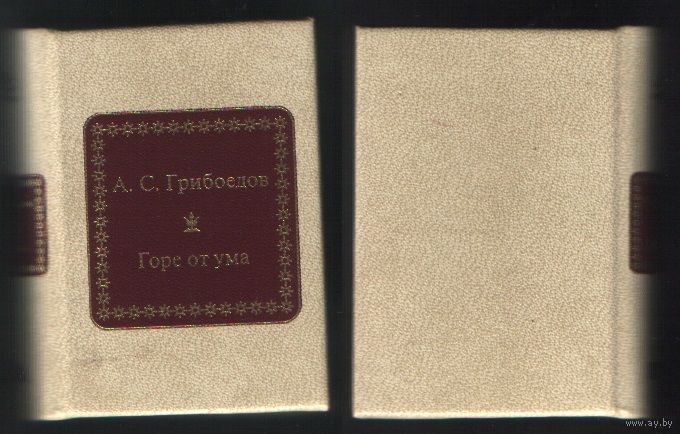 А. С. Грибоедов
Горе от ума
www.ay.by